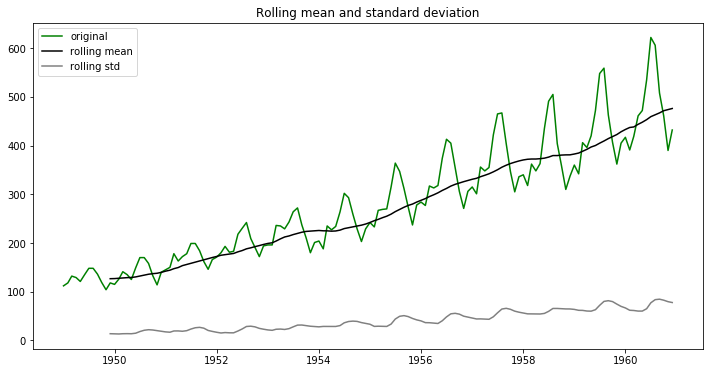 Rolling mean and standard deviation
original
rolling mean
rolling std
600
500
400
300
200
100
0
1950 1952 1954 1956 1958 1960